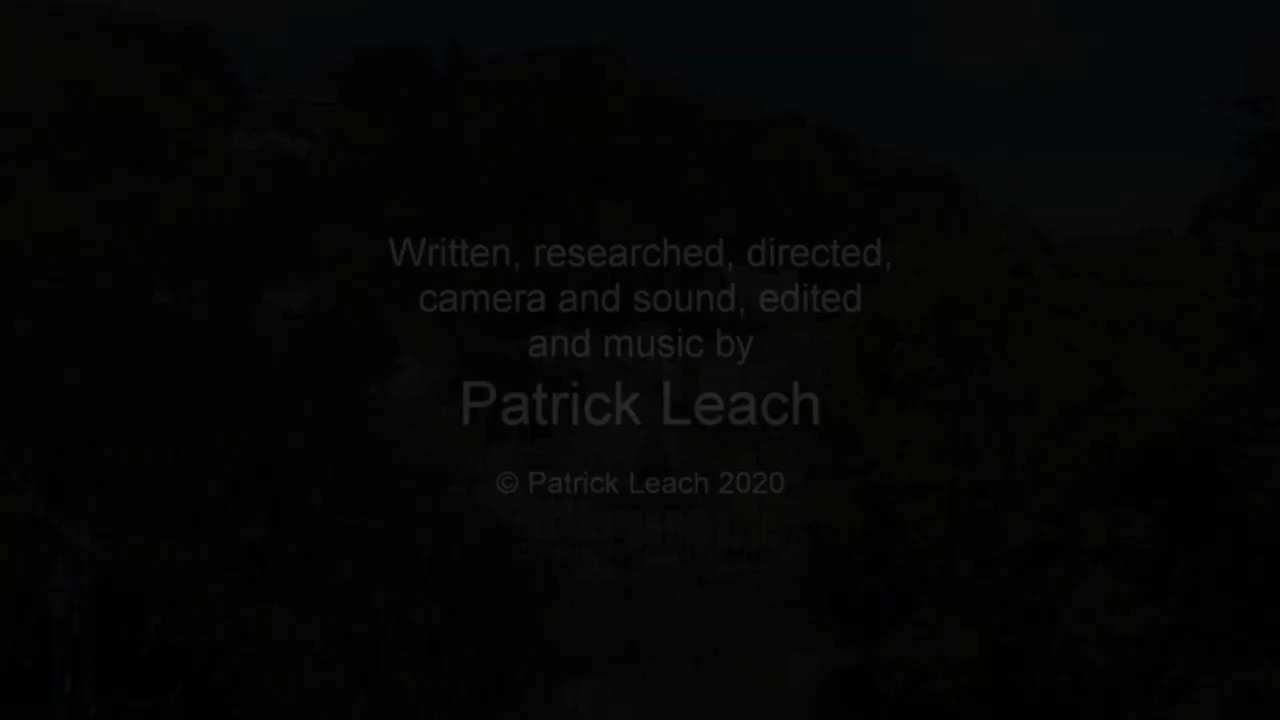 Written, researched, directed,
camera and sound, edited
and music by
Patrick Leach
© Patrick Leach 2020